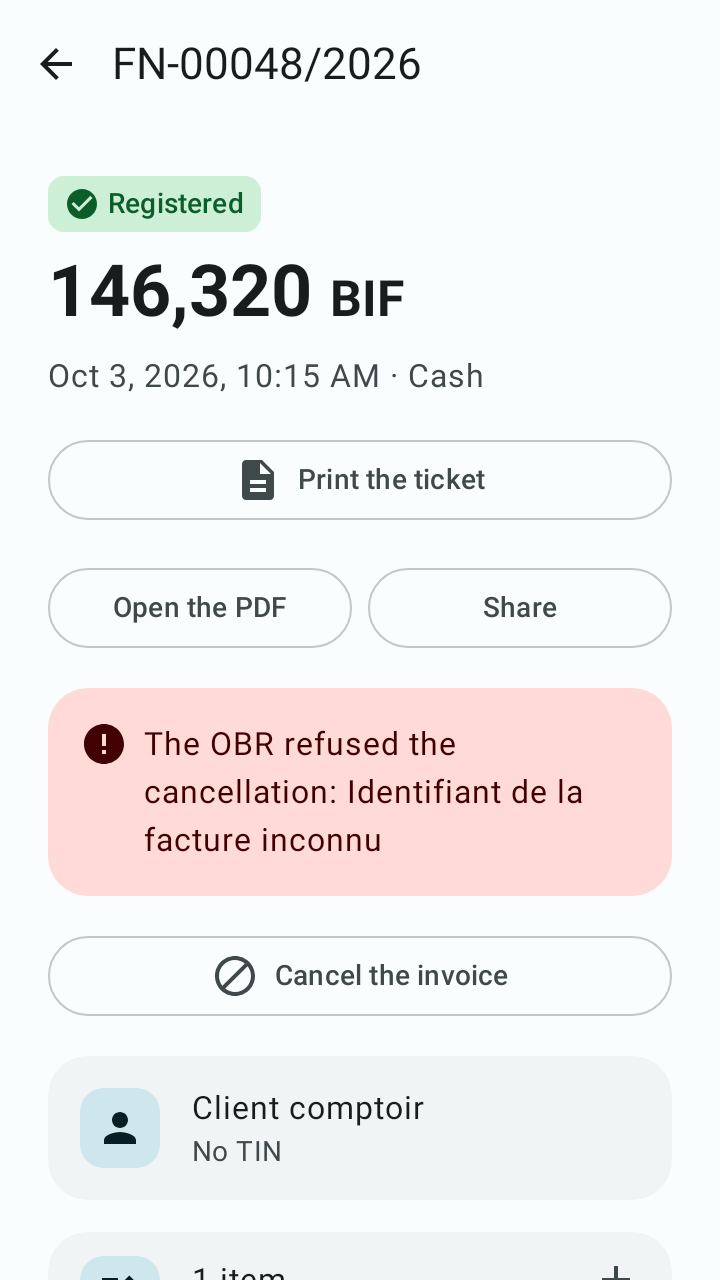 FN-00048/2026
Registered
146,320 BIF
Oct 3, 2026, 10:15 AM · Cash
Print the ticket
Open the PDF
Share
The OBR refused the
cancellation: Identifiant de la
facture inconnu
Cancel the invoice
Client comptoir
No TIN
1 item